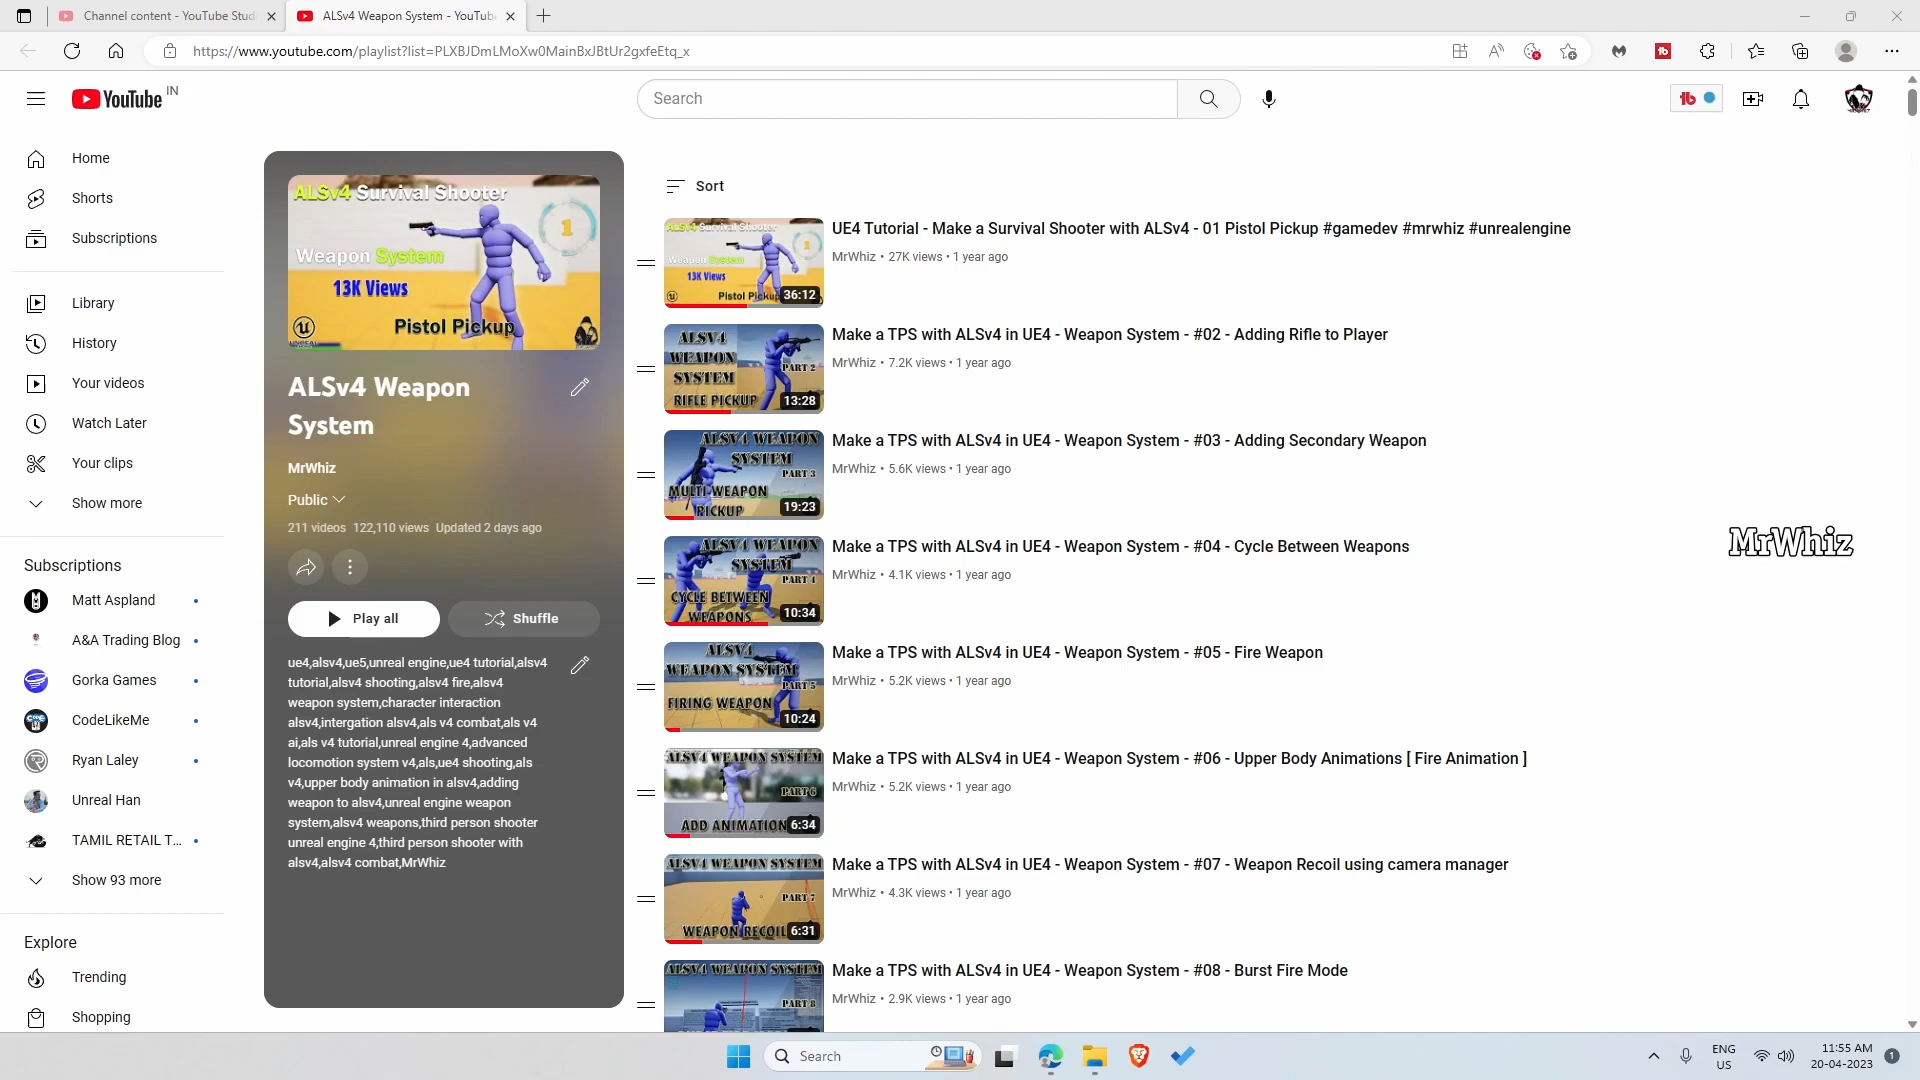 Channel content - YouTube Stud
ALSv4 Weapon System - YouTube
https://www.youtube.com/playlist?list=PLXBJDmLMoXw0MainBxJBtUr2gxfeEtq_x
YouTube IN
Search
Home
Shorts
Subscriptions
Library
History
Your videos
Watch Later
Your clips
Show more
Subscriptions
Matt Aspland
A&A Trading Blog
Gorka Games
CodeLikeMe
Ryan Laley
Unreal Han
TAMIL RETAIL T...
Show 93 more
Explore
Trending
Shopping
ALSv4 Survival Shooter
1
Weapon System
13K Views
Pistol Pickup
ALSv4 Weapon
System
MrWhiz
Public
211 videos 122,110 views Updated 2 days ago
Play all
Shuffle
ue4,alsv4,ue5,unreal engine,ue4 tutorial,alsv4
tutorial,alsv4 shooting,alsv4 fire,alsv4
weapon system,character interaction
alsv4,intergation alsv4,als v4 combat,als v4
ai,als v4 tutorial,unreal engine 4,advanced
locomotion system v4,als,ue4 shooting,als
v4,upper body animation in alsv4,adding
weapon to alsv4,unreal engine weapon
system,alsv4 weapons,third person shooter
unreal engine 4,third person shooter with
alsv4,alsv4 combat,MrWhiz
Sort
ALSv4 Survival Shooter
1
Weapon System
13K Views
Pistol Pickup
36:12
UE4 Tutorial - Make a Survival Shooter with ALSv4 - 01 Pistol Pickup #gamedev #mrwhiz #unrealengine
MrWhiz • 27K views • 1 year ago
ALSV4
WEAPON
SYSTEM
PART 2
RIFLE PICKUP
13:28
Make a TPS with ALSv4 in UE4 - Weapon System - #02 - Adding Rifle to Player
MrWhiz • 7.2K views • 1 year ago
ALSV4 WEAPON
SYSTEM
PART 3
MULTI WEAPON
PICKUP
19:23
Make a TPS with ALSv4 in UE4 - Weapon System - #03 - Adding Secondary Weapon
MrWhiz • 5.6K views • 1 year ago
ALSV4 WEAPON
SYSTEM
PART 4
CYCLE BETWEEN
WEAPONS
10:34
Make a TPS with ALSv4 in UE4 - Weapon System - #04 - Cycle Between Weapons
MrWhiz • 4.1K views • 1 year ago
ALSV4
WEAPON SYSTEM
PART 5
FIRING WEAPON
10:24
Make a TPS with ALSv4 in UE4 - Weapon System - #05 - Fire Weapon
MrWhiz • 5.2K views • 1 year ago
ALSV4 WEAPON SYSTEM
PART 6
ADD ANIMATION
6:34
Make a TPS with ALSv4 in UE4 - Weapon System - #06 - Upper Body Animations [ Fire Animation ]
MrWhiz • 5.2K views • 1 year ago
ALSV4 WEAPON SYSTEM
PART 7
WEAPON RECOIL
6:31
Make a TPS with ALSv4 in UE4 - Weapon System - #07 - Weapon Recoil using camera manager
MrWhiz • 4.3K views • 1 year ago
ALSV4 WEAPON SYSTEM
PART 8
Make a TPS with ALSv4 in UE4 - Weapon System - #08 - Burst Fire Mode
MrWhiz • 2.9K views • 1 year ago
MrWhiz
Search
ENG
US
11:55 AM
20-04-2023
1